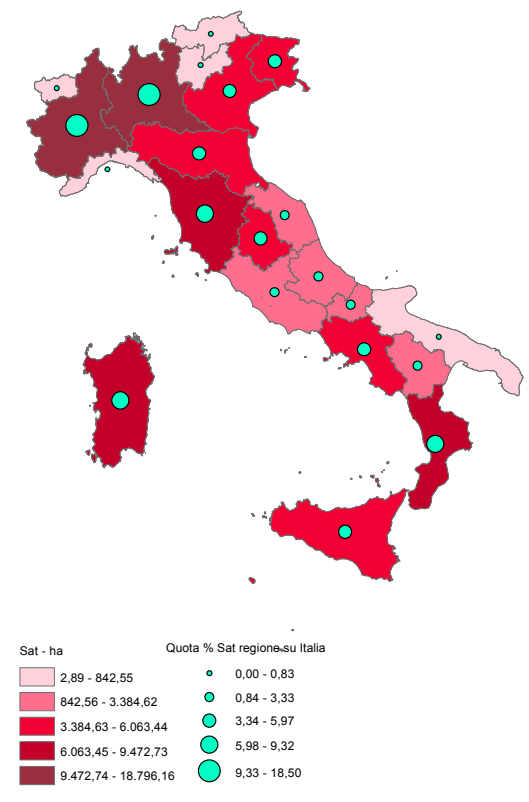 Sat - ha
2,89 - 842,55
842,56 - 3.384,62
3.384,63 - 6.063,44
6.063,45 - 9.472,73
9.472,74 - 18.796,16
Quota % Sat regione su Italia
0,00 - 0,83
0,84 - 3,33
3,34 - 5,97
5,98 - 9,32
9,33 - 18,50